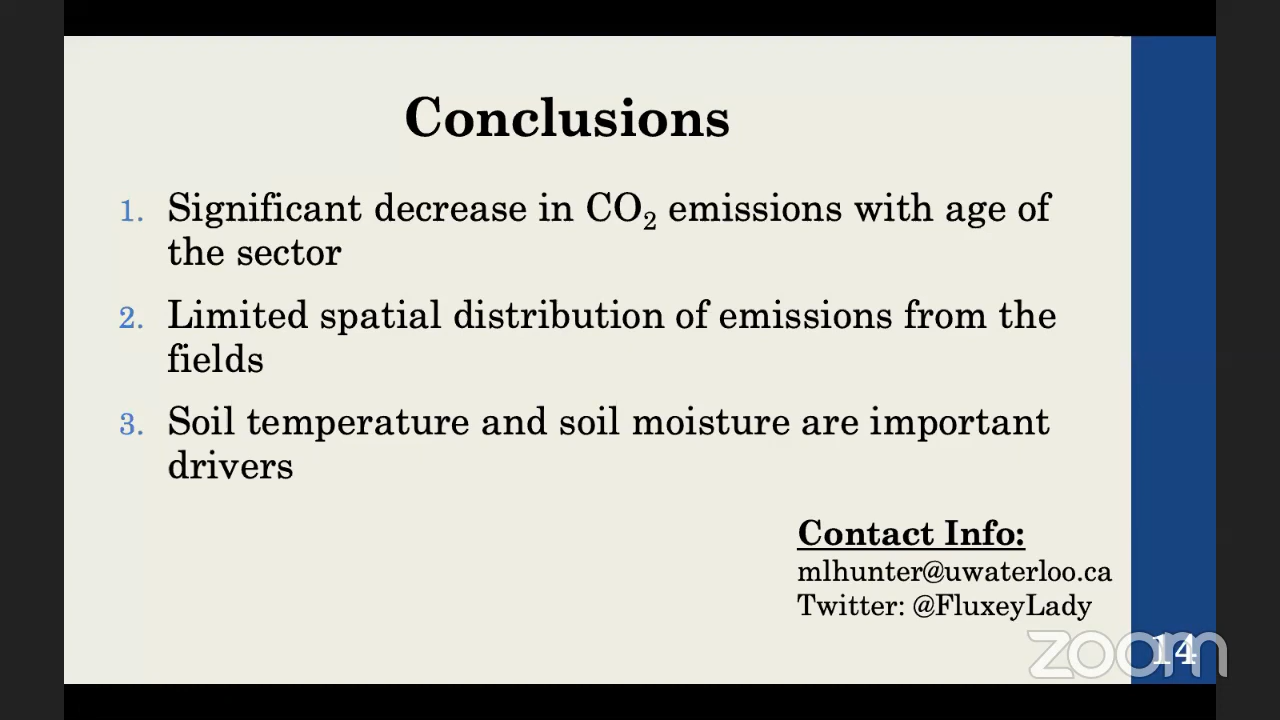 Conclusions
1. Significant decrease in CO₂ emissions with age of
the sector
2. Limited spatial distribution of emissions from the
fields
3. Soil temperature and soil moisture are important
drivers
Contact Info:
mlhunter@uwaterloo.ca
Twitter: @FluxeyLady
zoom
14